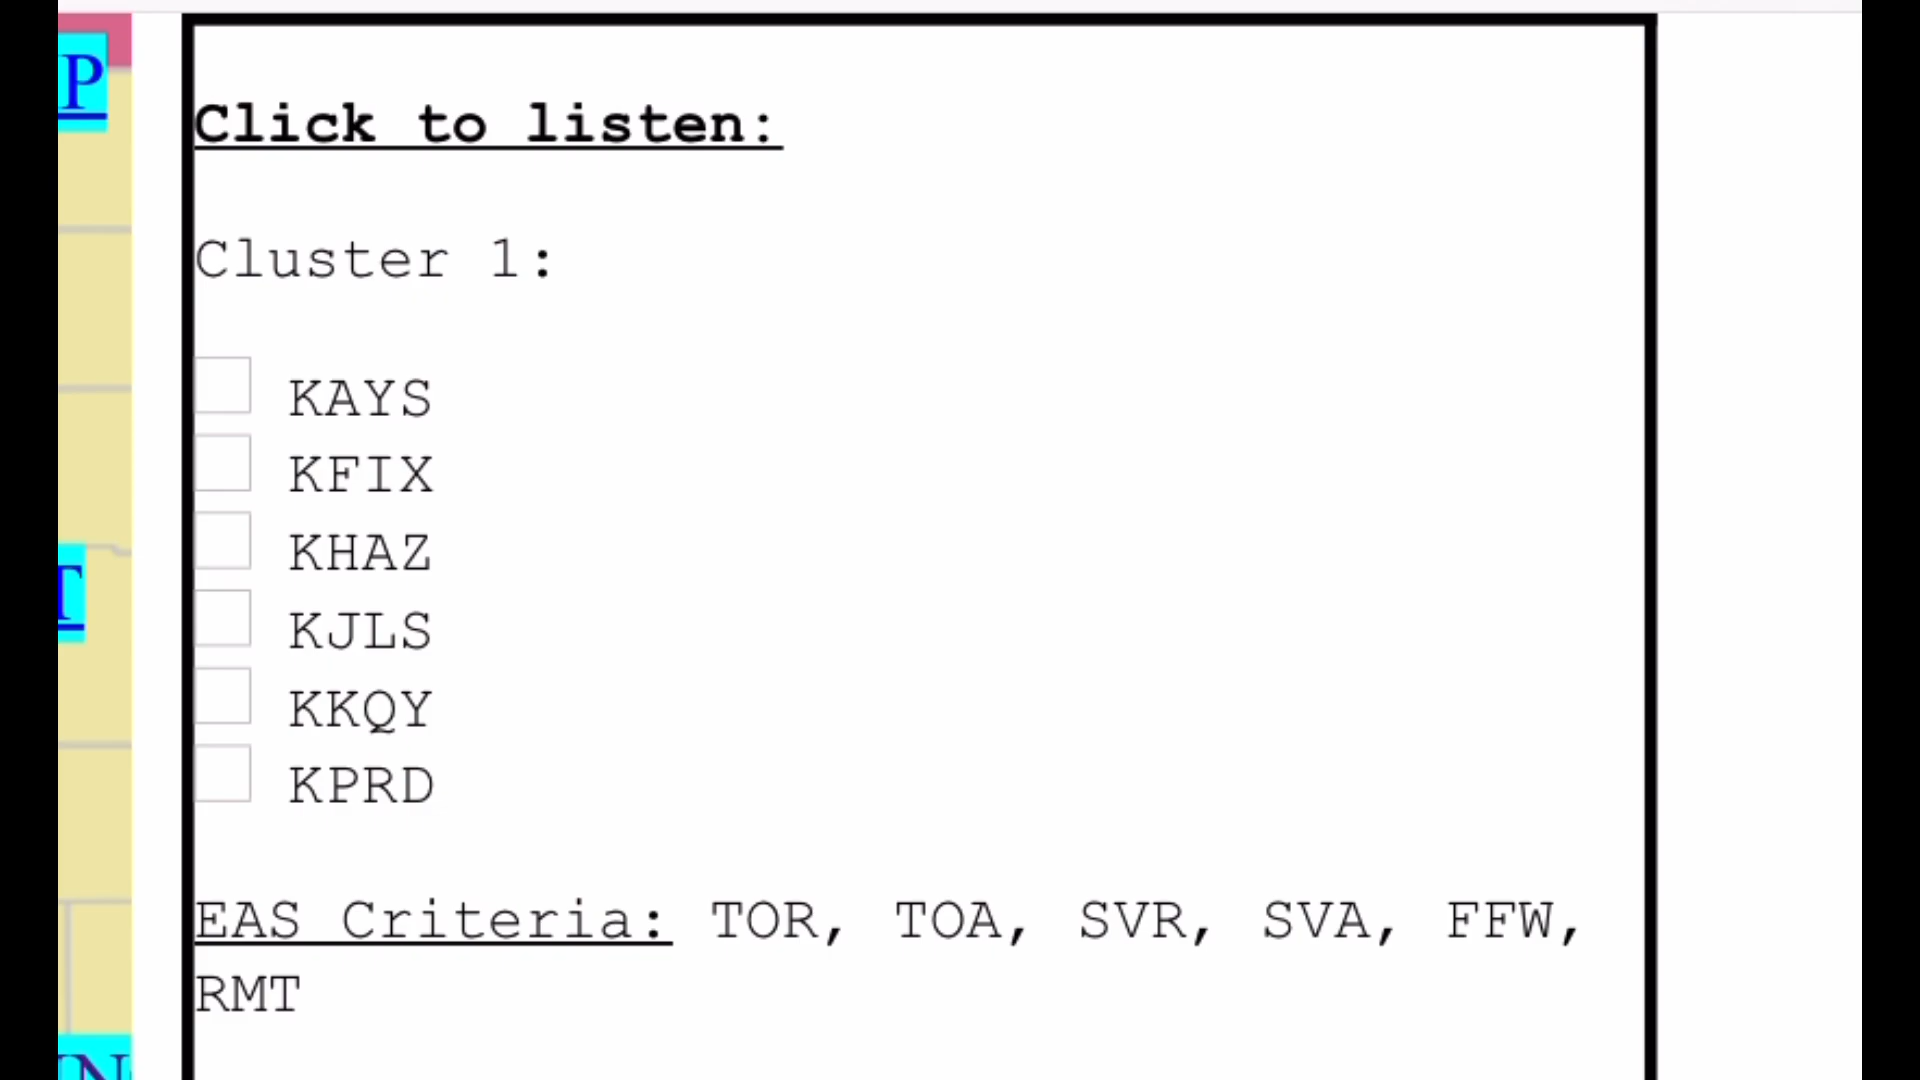 P
Click to listen:
Cluster 1:
KAYS
KFIX
KHAZ
KJLS
KKQY
KPRD
T
EAS Criteria: TOR, TOA, SVR, SVA, FFW,
RMT
N